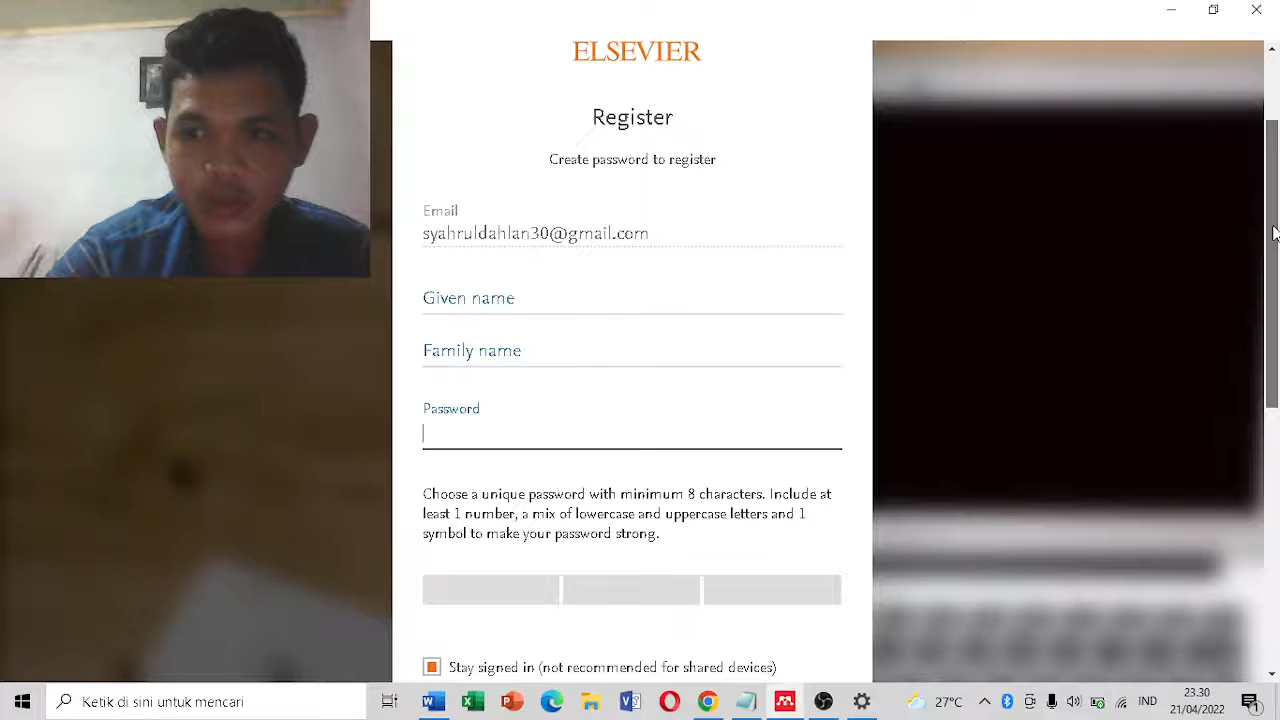 ELSEVIER
Register
Create password to register
Email
syahruldahlan30@gmail.com
Given name
Family name
Password
Choose a unique password with minimum 8 characters. Include at
least 1 number, a mix of lowercase and uppercase letters and 1
symbol to make your password strong.
Stay signed in (not recommended for shared devices)
Ketik di sini untuk mencari
27°C
IND
23.30
21/04/2022